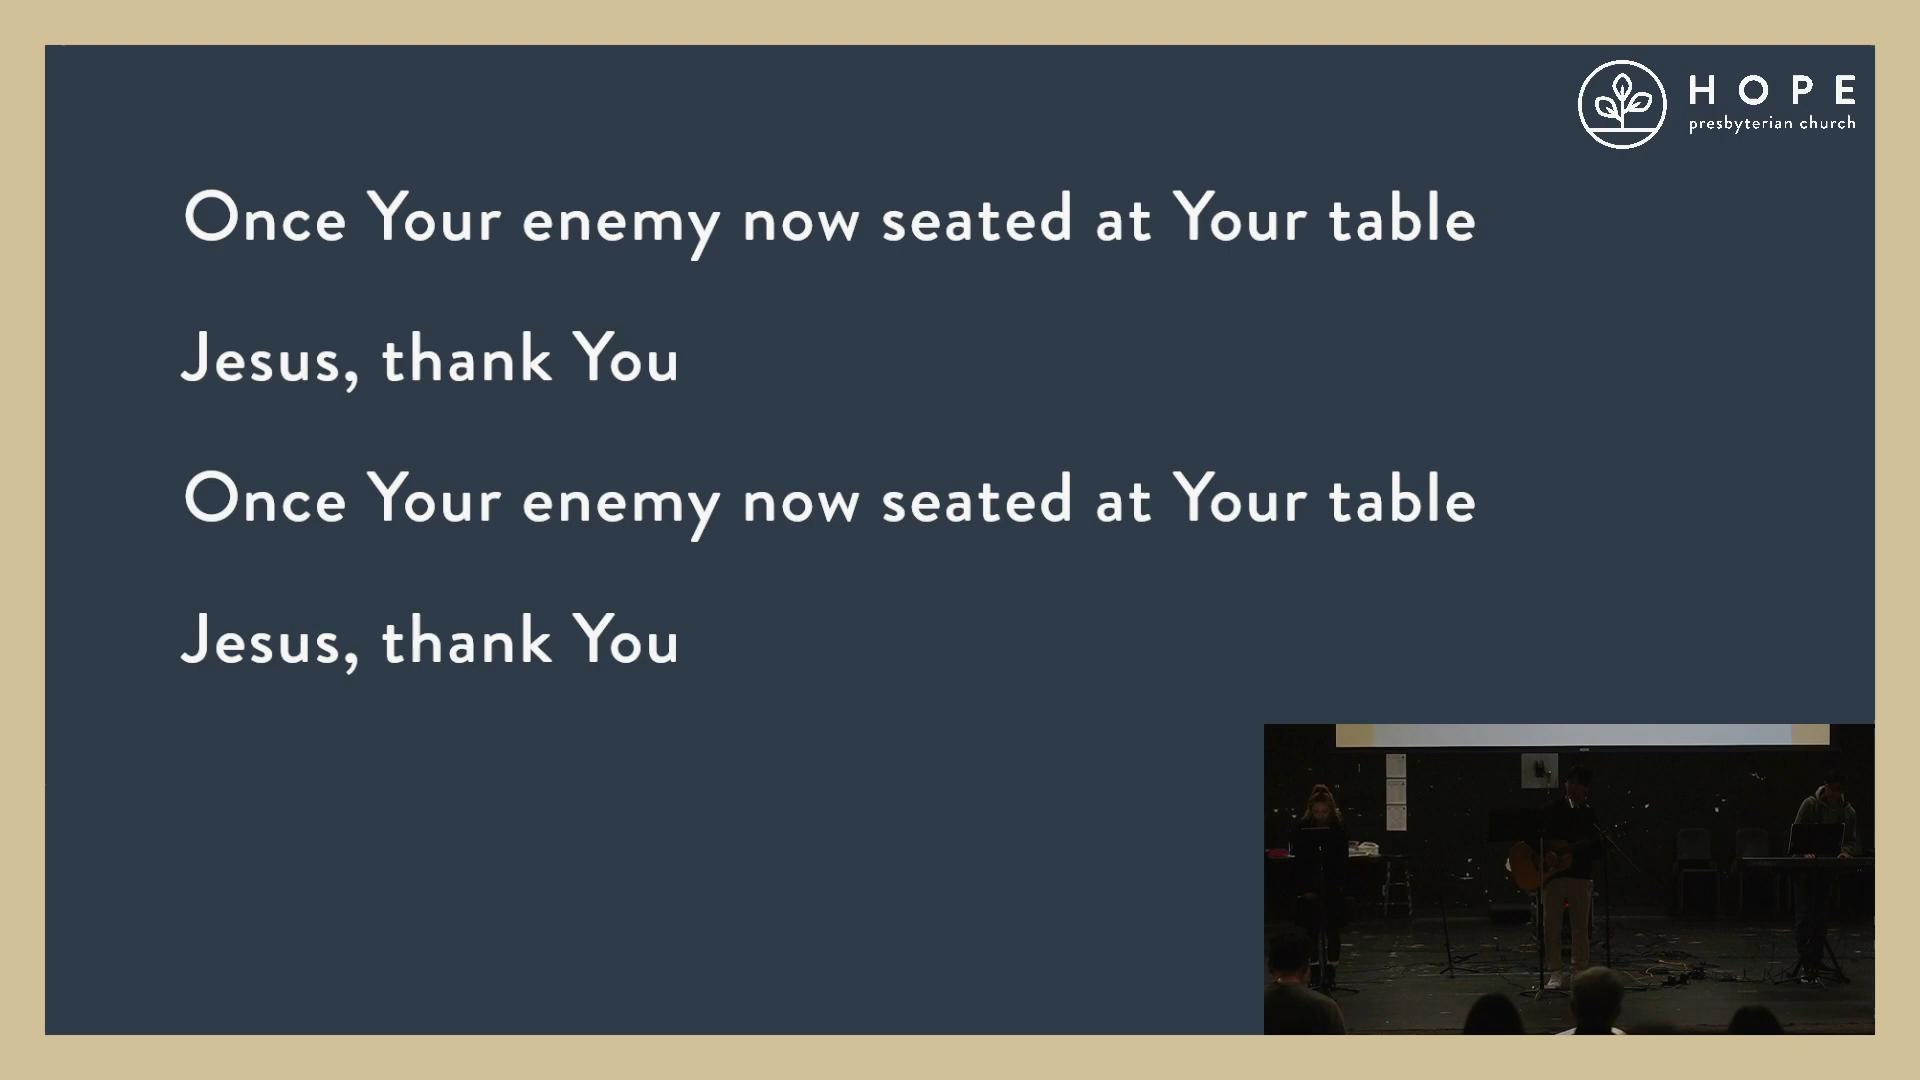 HOPE
presbyterian church
Once Your enemy now seated at Your table
Jesus, thank You
Once Your enemy now seated at Your table
Jesus, thank You